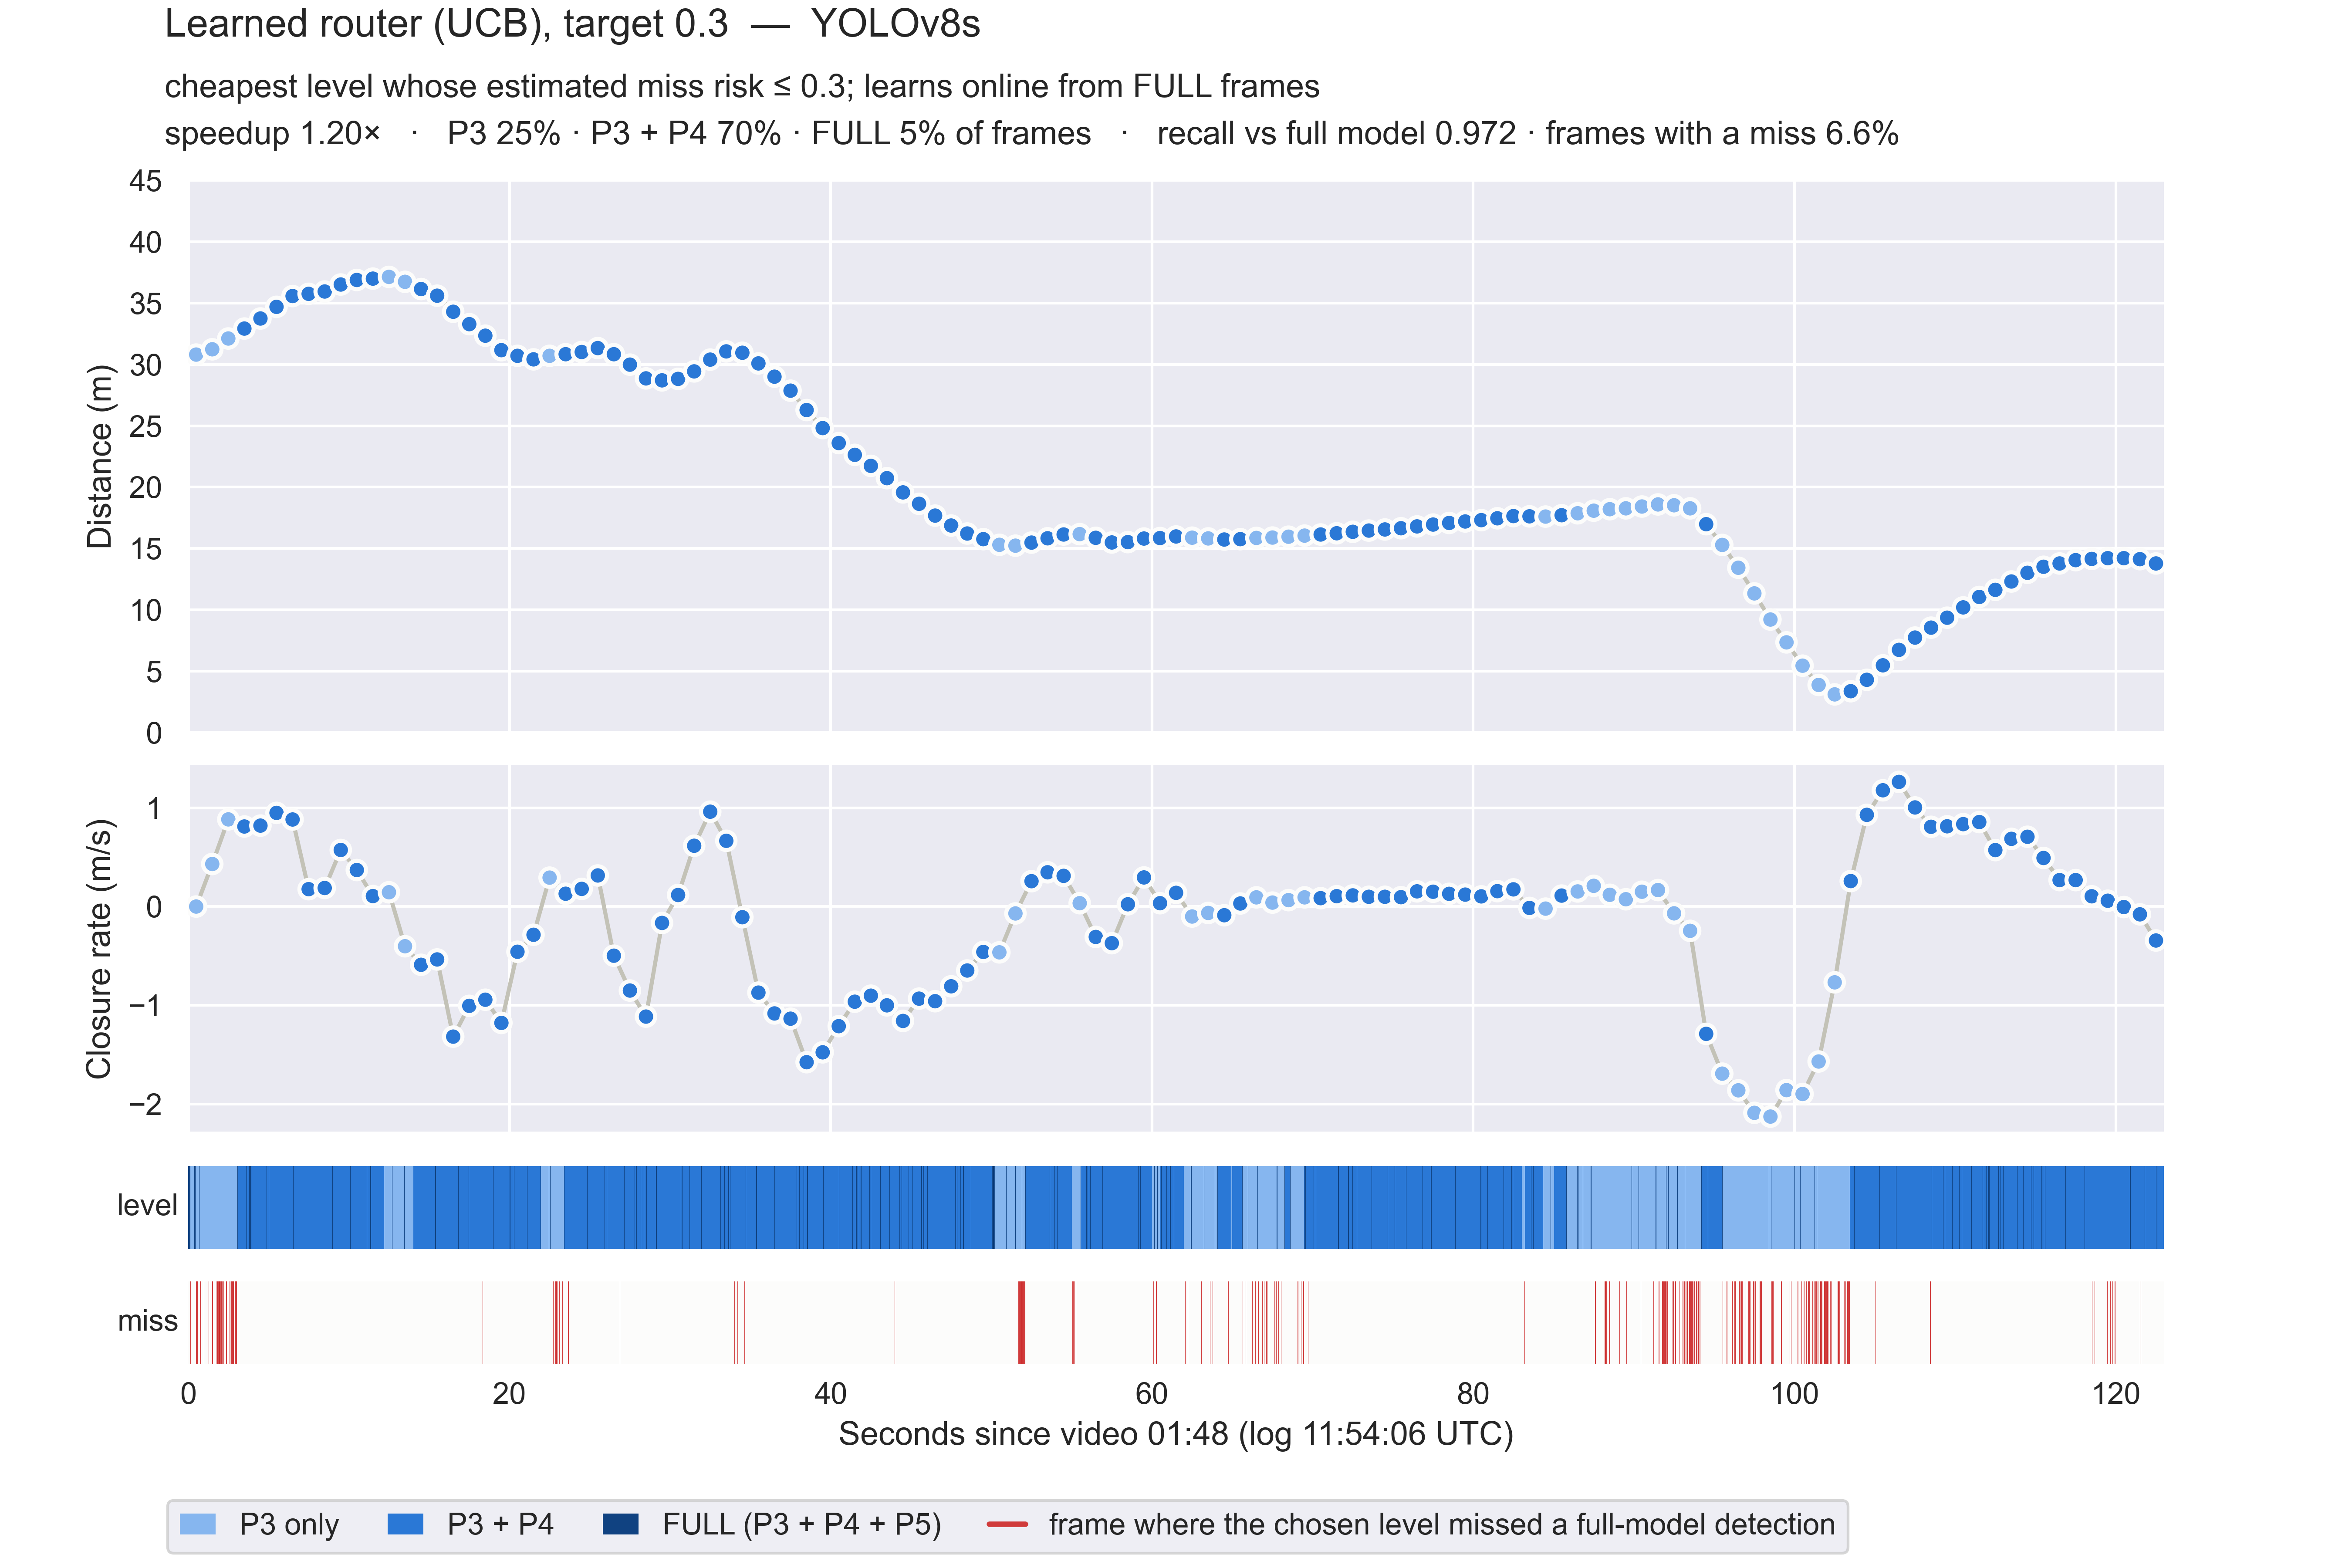 Learned router (UCB), target 0.3 — YOLOv8s
cheapest level whose estimated miss risk ≤ 0.3; learns online from FULL frames
speedup 1.20× · P3 25% · P3 + P4 70% · FULL 5% of frames · recall vs full model 0.972 · frames with a miss 6.6%
45
40
35
30
25
20
15
10
5
0
Distance (m)
1
0
−1
−2
Closure rate (m/s)
level
miss
0 20 40 60 80 100 120
Seconds since video 01:48 (log 11:54:06 UTC)
P3 only P3 + P4 FULL (P3 + P4 + P5) frame where the chosen level missed a full-model detection